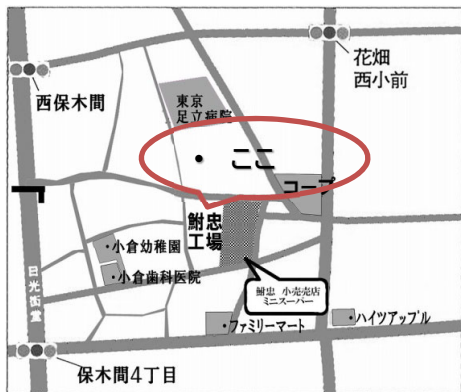 花畑
西小前
西保木間
東京
足立病院
・ ここ
コープ
鮒忠
工場
・小倉幼稚園
・小倉歯科医院
日光街道
鮒忠 小売売店
ミニスーパー
・ファミリーマート
・ハイツアップル
・保木間4丁目